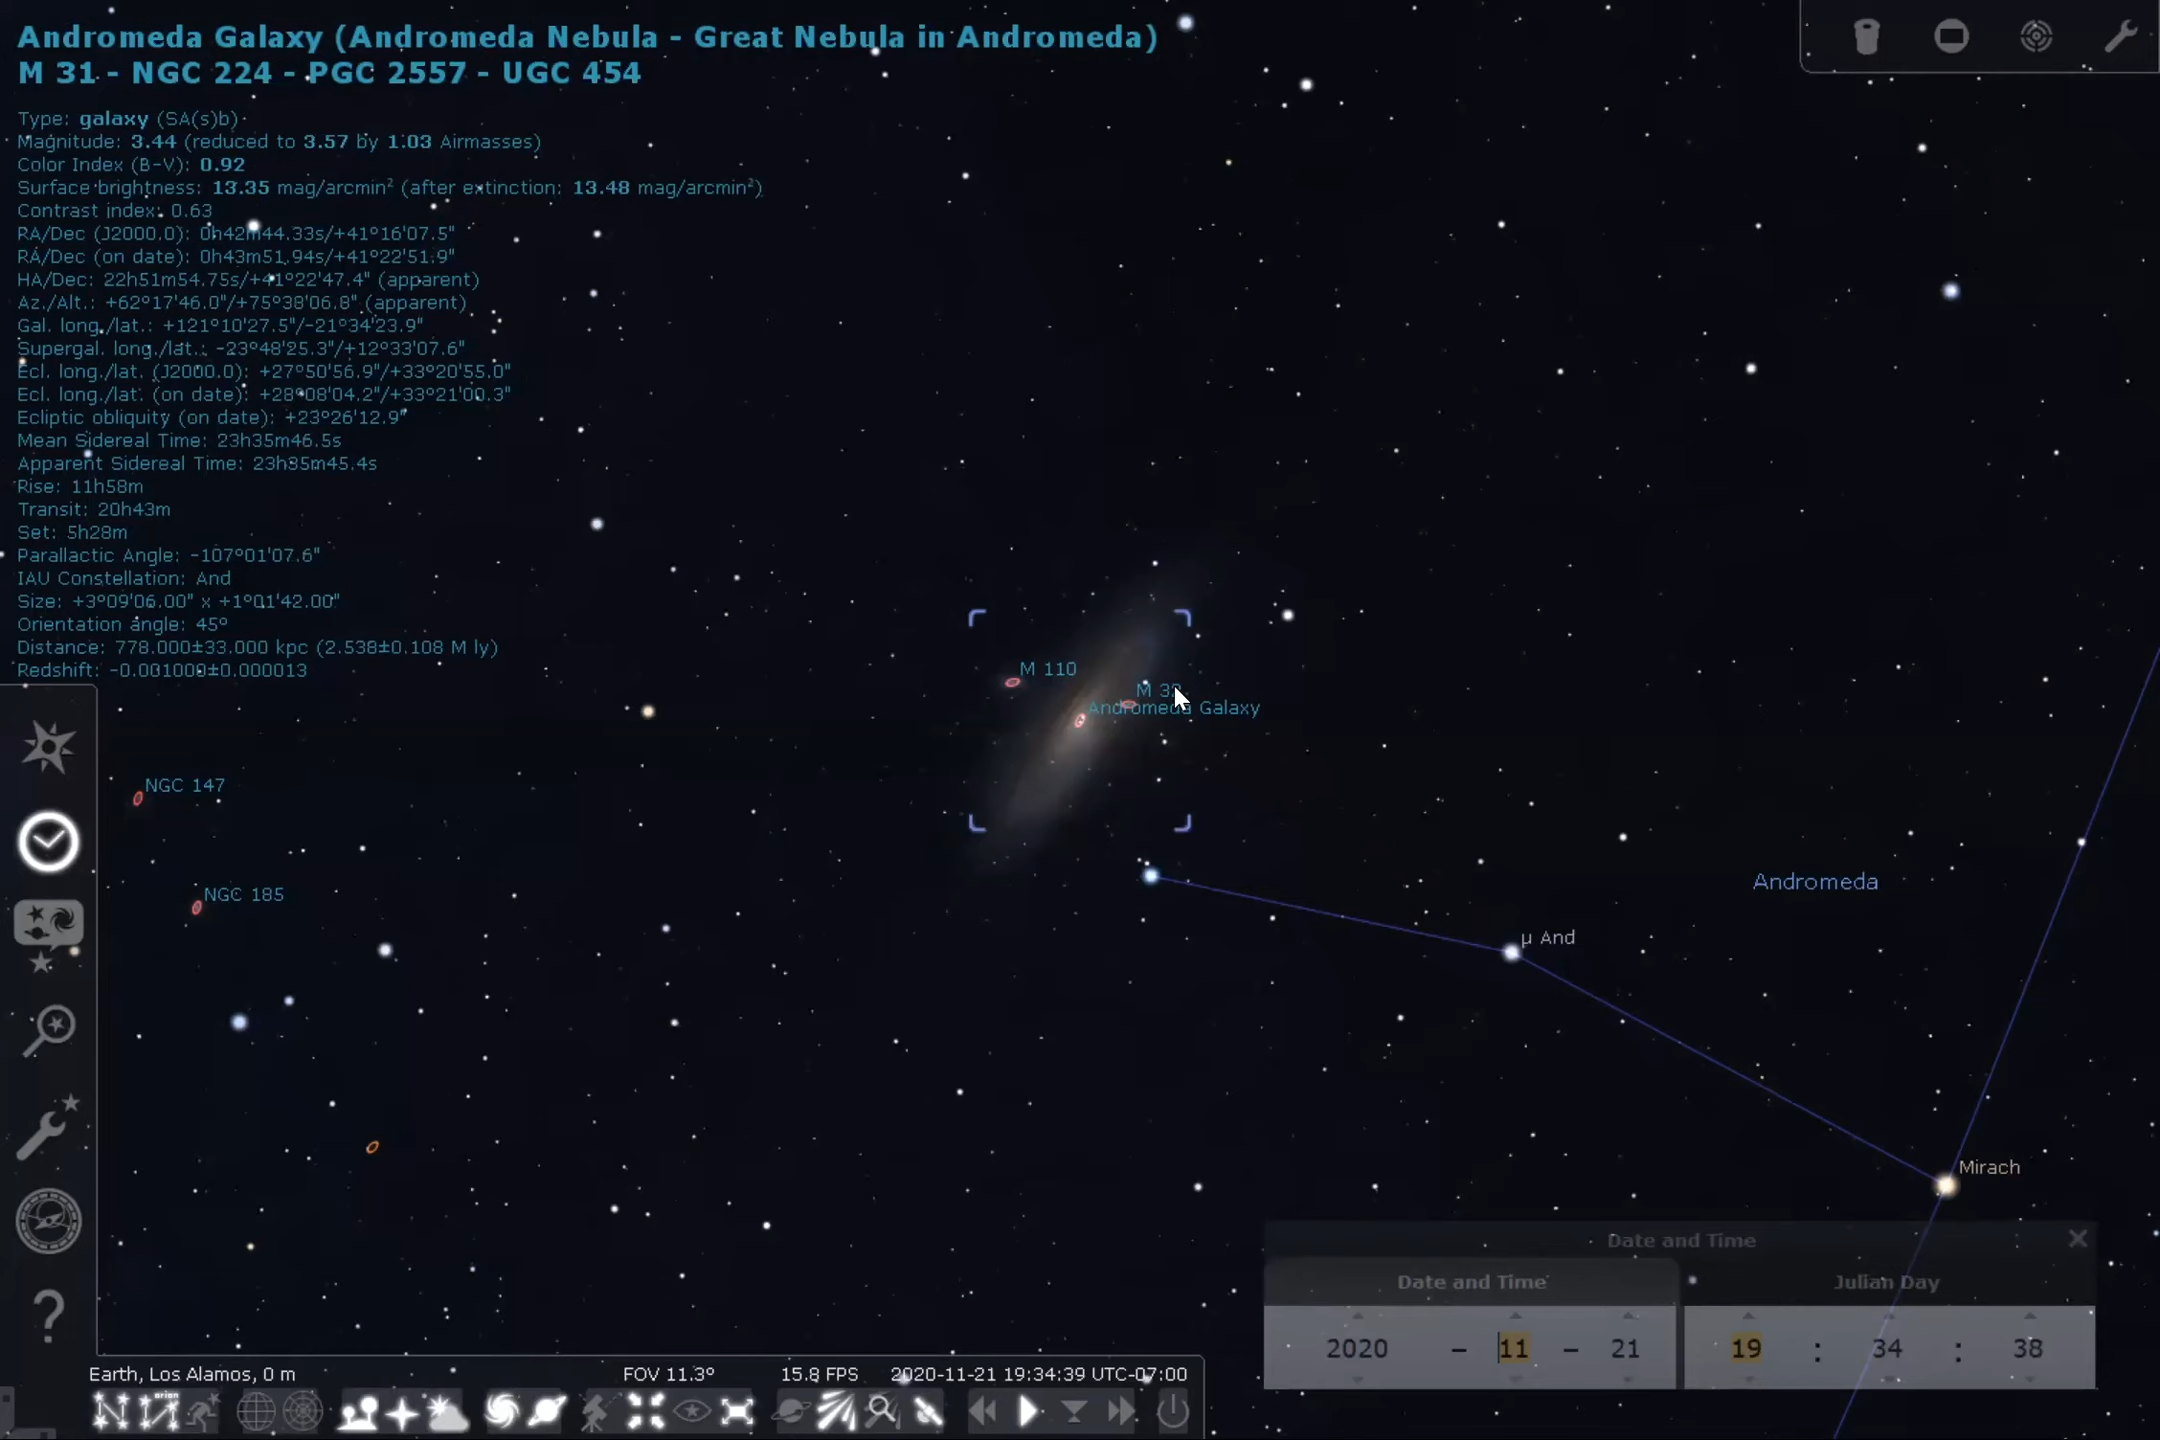 Andromeda Galaxy (Andromeda Nebula - Great Nebula in Andromeda)
M 31 - NGC 224 - PGC 2557 - UGC 454
Type: galaxy (SA(s)b)
Magnitude: 3.44 (reduced to 3.57 by 1.03 Airmasses)
Color Index (B-V): 0.92
Surface brightness: 13.35 mag/arcmin² (after extinction: 13.48 mag/arcmin²)
Contrast index: 0.63
RA/Dec (J2000.0): 0h42m44.33s/+41°16'07.5"
RA/Dec (on date): 0h43m51.94s/+41°22'51.9"
HA/Dec: 22h51m54.75s/+41°22'47.4" (apparent)
Az./Alt.: +62°17'46.0"/+75°38'06.8" (apparent)
Gal. long./lat.: +121°10'27.5"/-21°34'23.9"
Supergal. long./lat.: -23°48'25.3"/+12°33'07.6"
Ecl. long./lat. (J2000.0): +27°50'56.9"/+33°20'55.0"
Ecl. long./lat. (on date): +28°08'04.2"/+33°21'00.3"
Ecliptic obliquity (on date): +23°26'12.9"
Mean Sidereal Time: 23h35m46.5s
Apparent Sidereal Time: 23h35m45.4s
Rise: 11h58m
Transit: 20h43m
Set: 5h28m
Parallactic Angle: -107°01'07.6"
IAU Constellation: And
Size: +3°09'06.00" x +1°01'42.00"
Orientation angle: 45°
Distance: 778.000±33.000 kpc (2.538±0.108 M ly)
Redshift: -0.001000±0.000013
M 110
M 32
Andromeda Galaxy
NGC 147
NGC 185
Andromeda
μ And
Mirach
Date and Time
Date and Time
Julian Day
2020 - 11 - 21 19 : 34 : 38
Earth, Los Alamos, 0 m
FOV 11.3°
15.8 FPS
2020-11-21 19:34:39 UTC-07:00